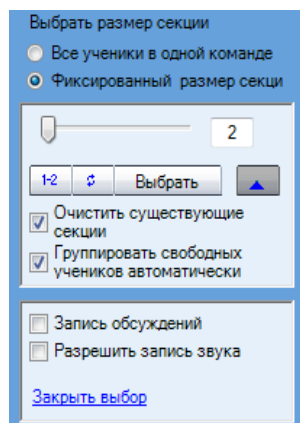 Выбрать размер секции
Все ученики в одной команде
Фиксированный размер секци
2
1-2 Выбрать
Очистить существующие
секции
Группировать свободных
учеников автоматически
Запись обсуждений
Разрешить запись звука
Закрыть выбор